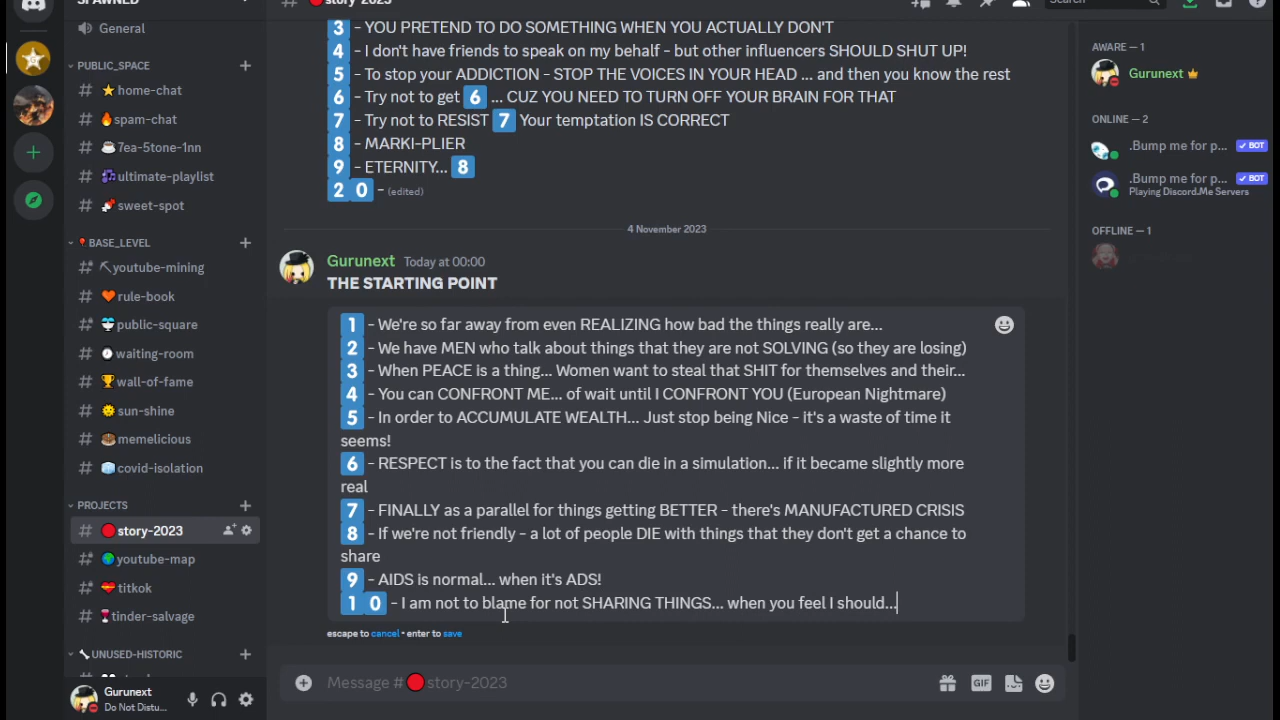 SPAWNED
General
PUBLIC_SPACE
home-chat
spam-chat
7ea-5tone-1nn
ultimate-playlist
sweet-spot
BASE_LEVEL
youtube-mining
rule-book
public-square
waiting-room
wall-of-fame
sun-shine
memelicious
covid-isolation
PROJECTS
story-2023
youtube-map
titkok
tinder-salving
UNUSED-HISTORIC
Gurunext
Do Not Distu...
story-2023
3 - YOU PRETEND TO DO SOMETHING WHEN YOU ACTUALLY DON'T
4 - I don't have friends to speak on my behalf - but other influencers SHOULD SHUT UP!
5 - To stop your ADDICTION - STOP THE VOICES IN YOUR HEAD ... and then you know the rest
6 - Try not to get 6 ... CUZ YOU NEED TO TURN OFF YOUR BRAIN FOR THAT
7 - Try not to RESIST 7 Your temptation IS CORRECT
8 - MARKI-PLIER
9 - ETERNITY... 8
2 0 - (edited)
4 November 2023
Gurunext Today at 00:00
THE STARTING POINT
1 - We're so far away from even REALIZING how bad the things really are...
2 - We have MEN who talk about things that they are not SOLVING (so they are losing)
3 - When PEACE is a thing... Women want to steal that SHIT for themselves and their...
4 - You can CONFRONT ME... of wait until I CONFRONT YOU (European Nightmare)
5 - In order to ACCUMULATE WEALTH... Just stop being Nice - it's a waste of time it
seems!
6 - RESPECT is to the fact that you can die in a simulation... if it became slightly more
real
7 - FINALLY as a parallel for things getting BETTER - there's MANUFACTURED CRISIS
8 - If we're not friendly - a lot of people DIE with things that they don't get a chance to
share
9 - AIDS is normal... when it's ADS!
1 0 - I am not to blame for not SHARING THINGS... when you feel I should...
escape to cancel • enter to save
Message # story-2023
GIF
Search
AWARE — 1
Gurunext
ONLINE — 2
.Bump me for p... BOT
.Bump me for p... BOT
Playing Discord.Me Servers
OFFLINE — 1